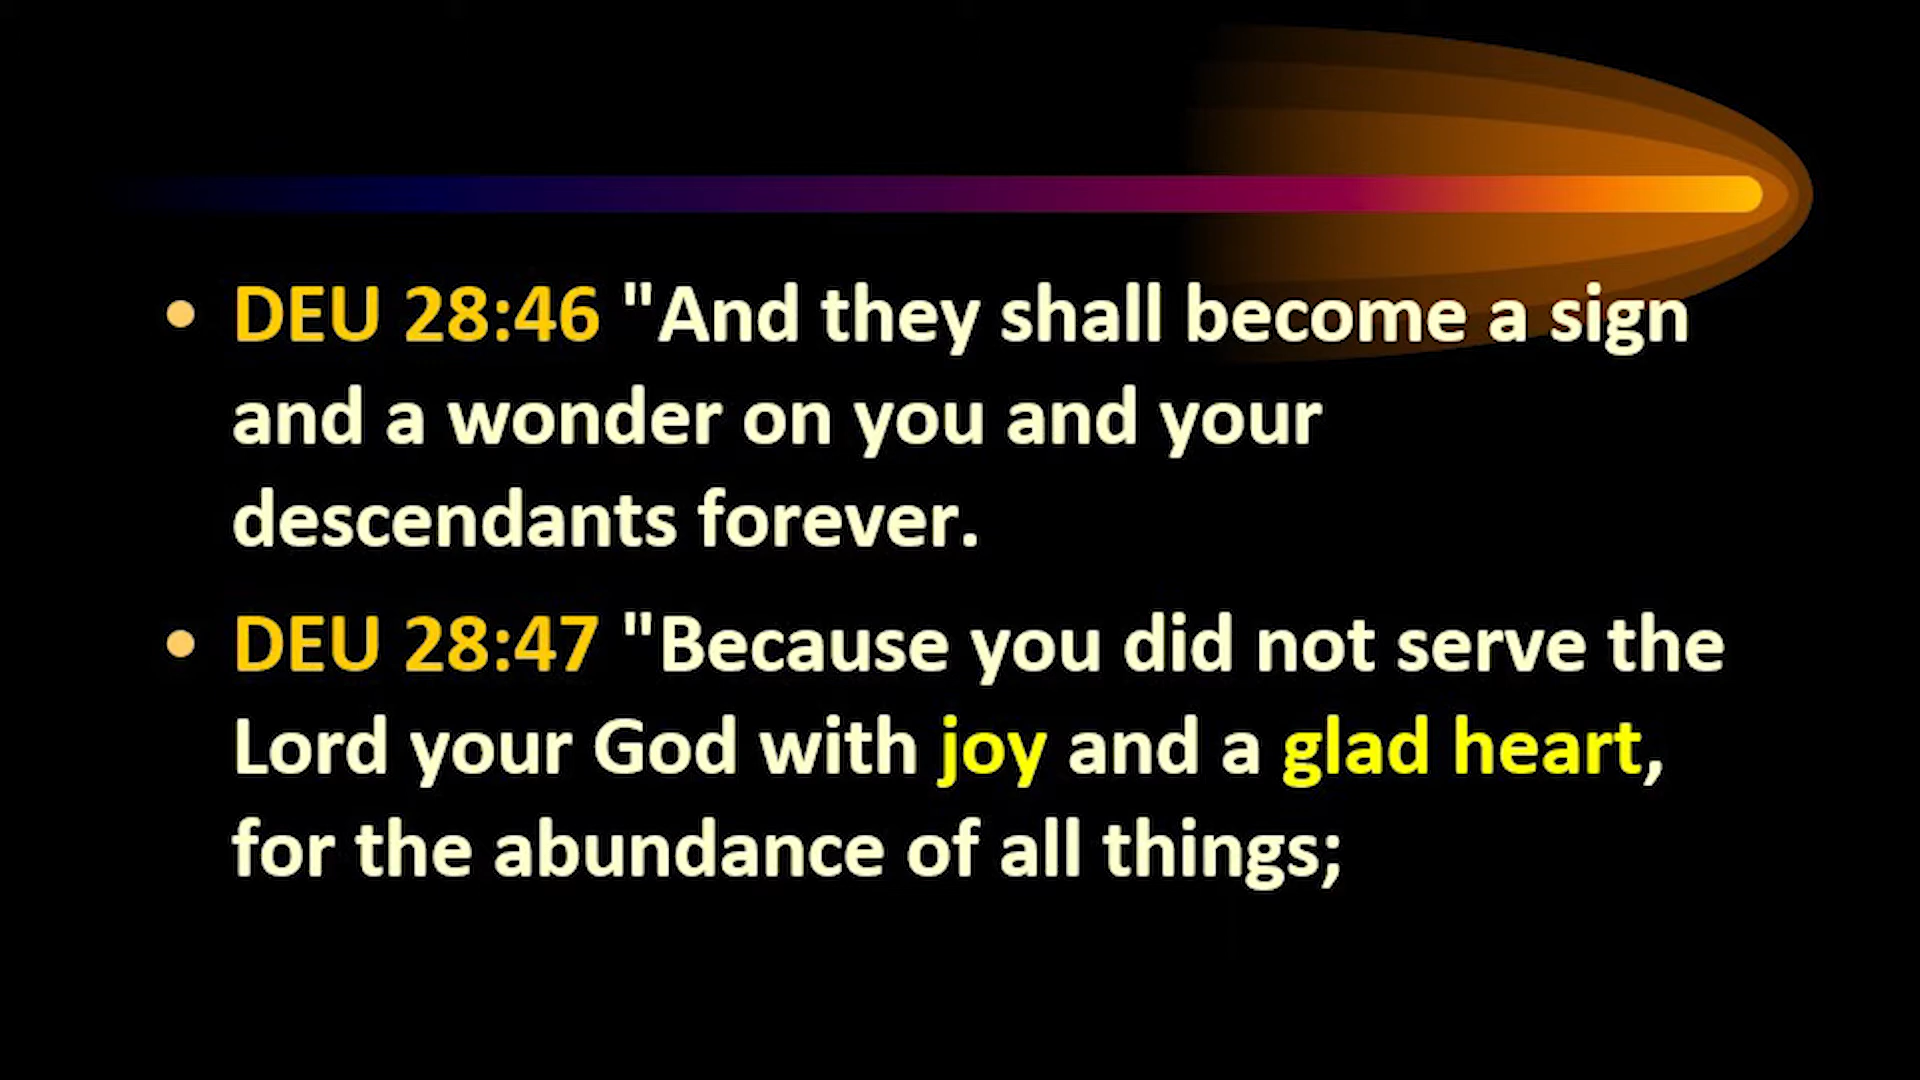 • DEU 28:46 "And they shall become a sign
and a wonder on you and your
descendants forever.
• DEU 28:47 "Because you did not serve the
Lord your God with joy and a glad heart,
for the abundance of all things;